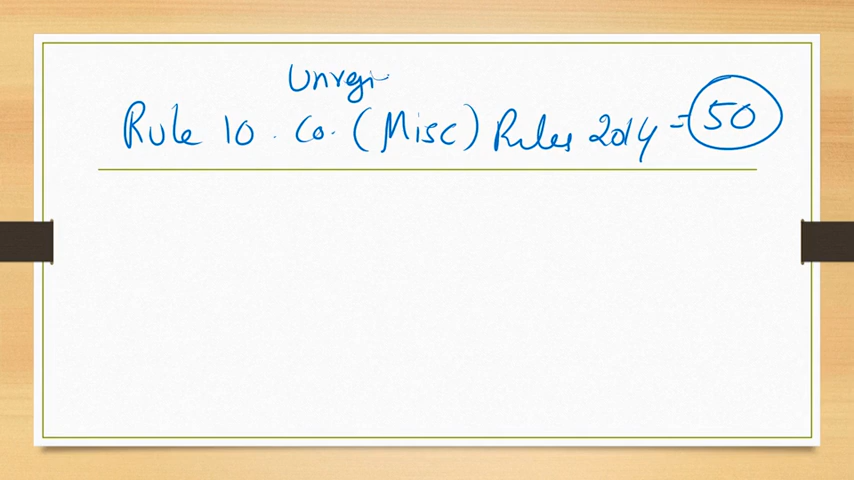 Unregi
Rule 10. Co. (Misc) Rules 2014 = 50